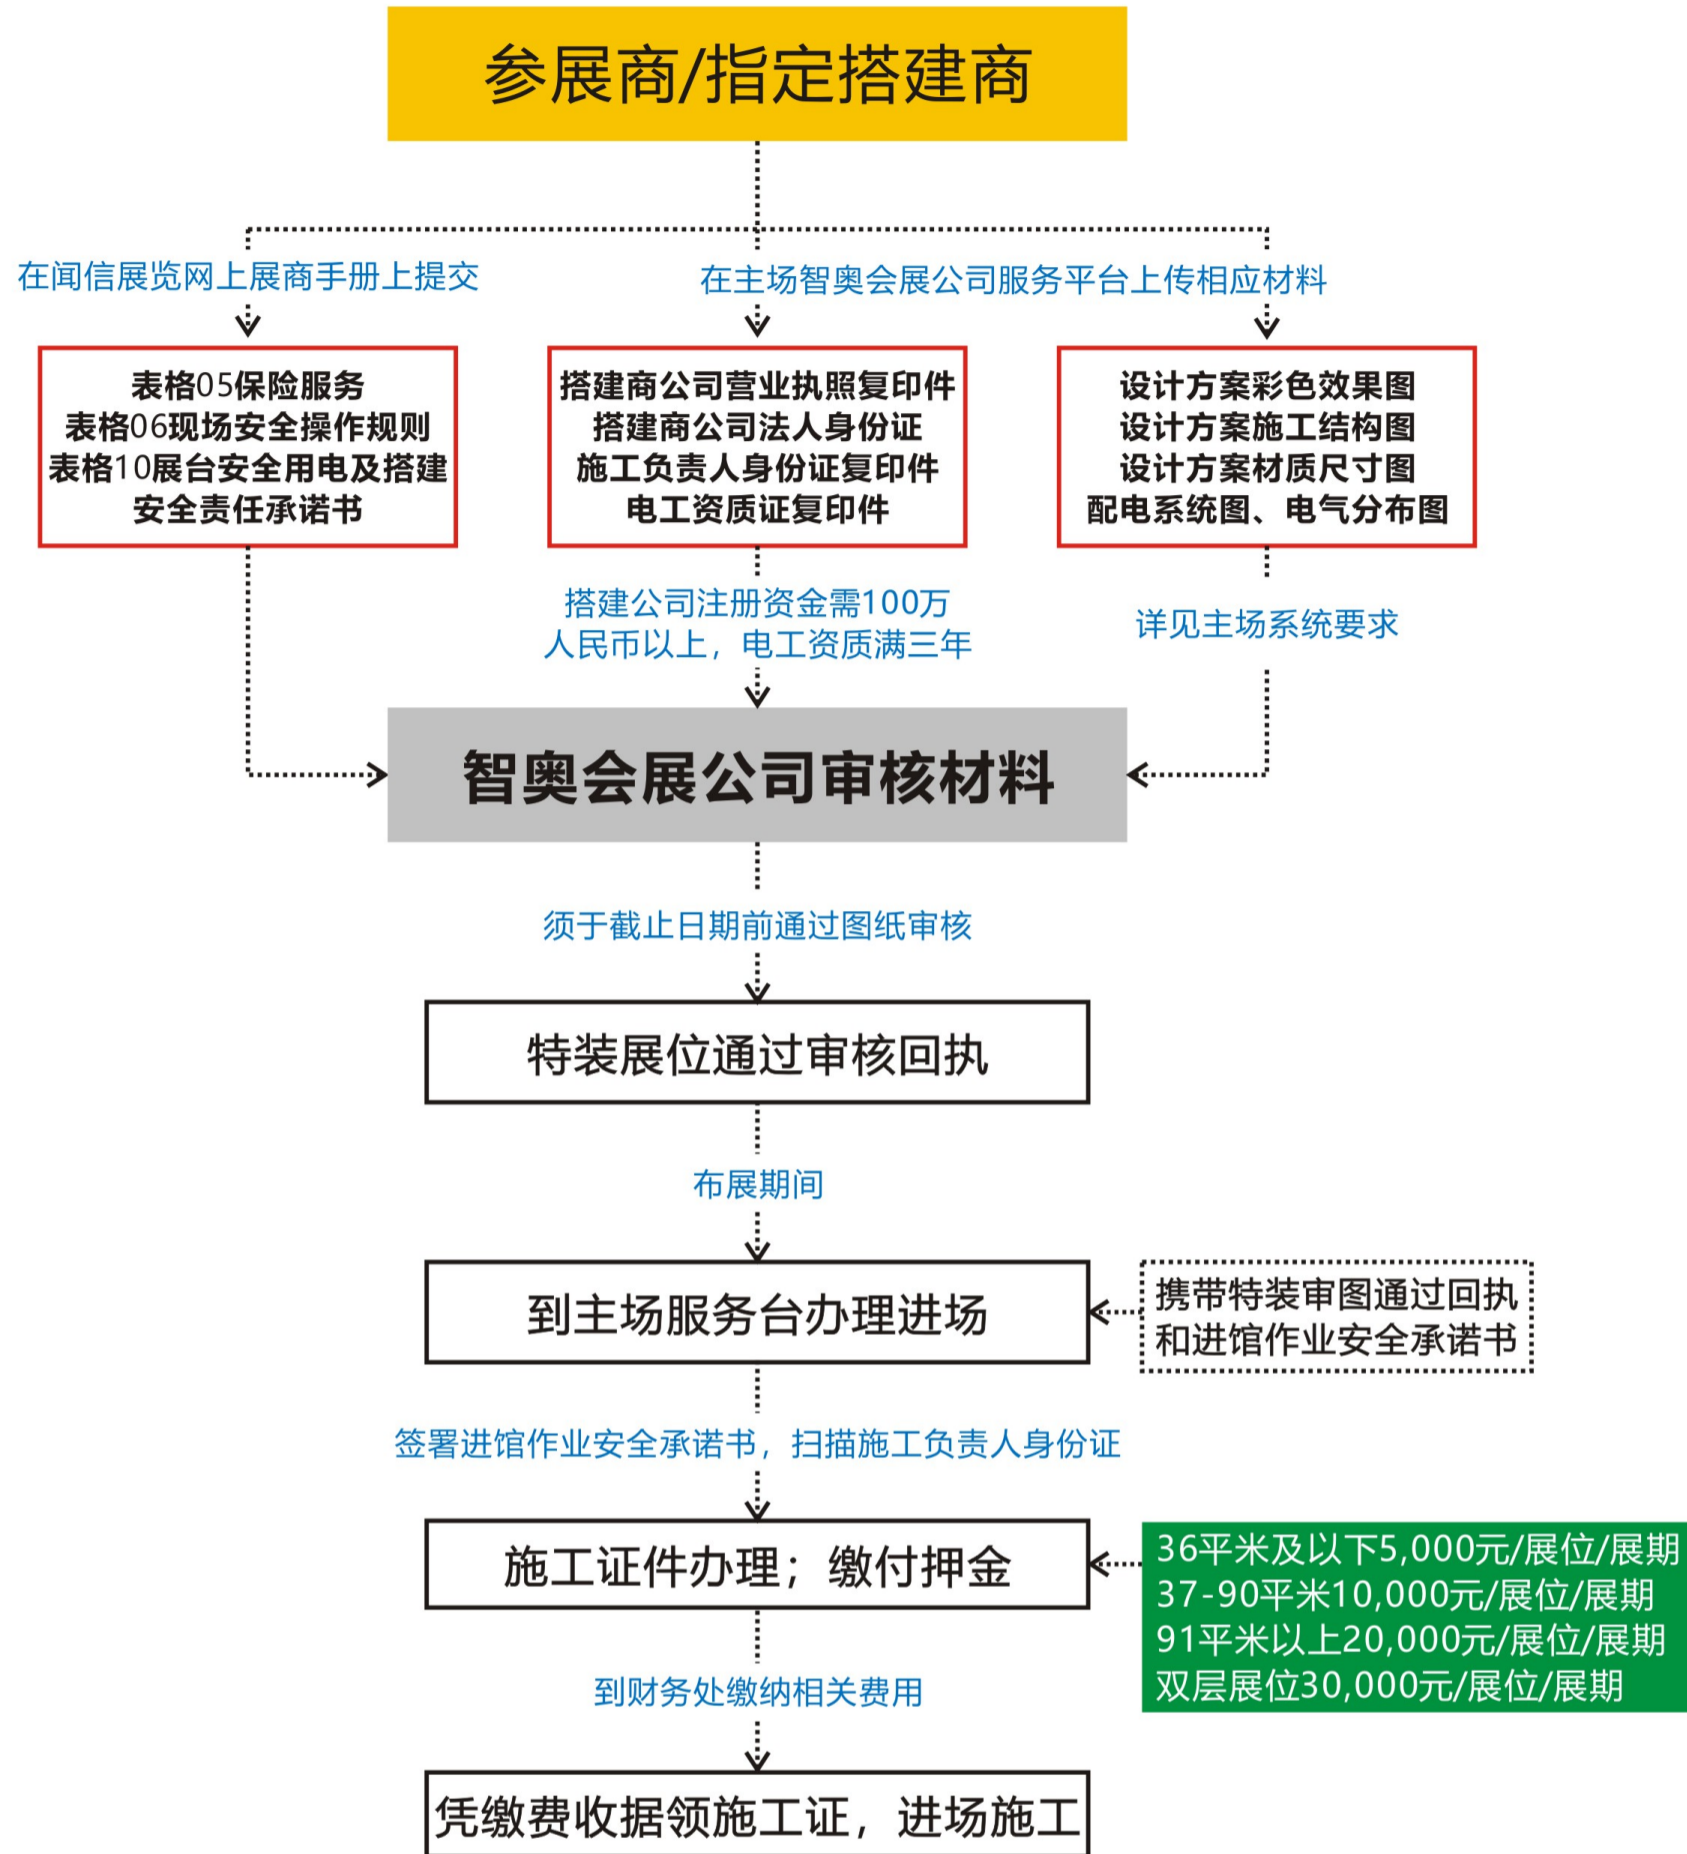 参展商/指定搭建商
在闻信展览网上展商手册上提交
在主场智奥会展公司服务平台上传相应材料
表格05保险服务
表格06现场安全操作规则
表格10展台安全用电及搭建
安全责任承诺书
搭建商公司营业执照复印件
搭建商公司法人身份证
施工负责人身份证复印件
电工资质证复印件
设计方案彩色效果图
设计方案施工结构图
设计方案材质尺寸图
配电系统图、电气分布图
搭建公司注册资金需100万
人民币以上，电工资质满三年
详见主场系统要求
智奥会展公司审核材料
须于截止日期前通过图纸审核
特装展位通过审核回执
布展期间
到主场服务台办理进场
携带特装审图通过回执
和进馆作业安全承诺书
签署进馆作业安全承诺书，扫描施工负责人身份证
施工证件办理；缴付押金
36平米及以下5,000元/展位/展期
37-90平米10,000元/展位/展期
91平米以上20,000元/展位/展期
双层展位30,000元/展位/展期
到财务处缴纳相关费用
凭缴费收据领施工证，进场施工